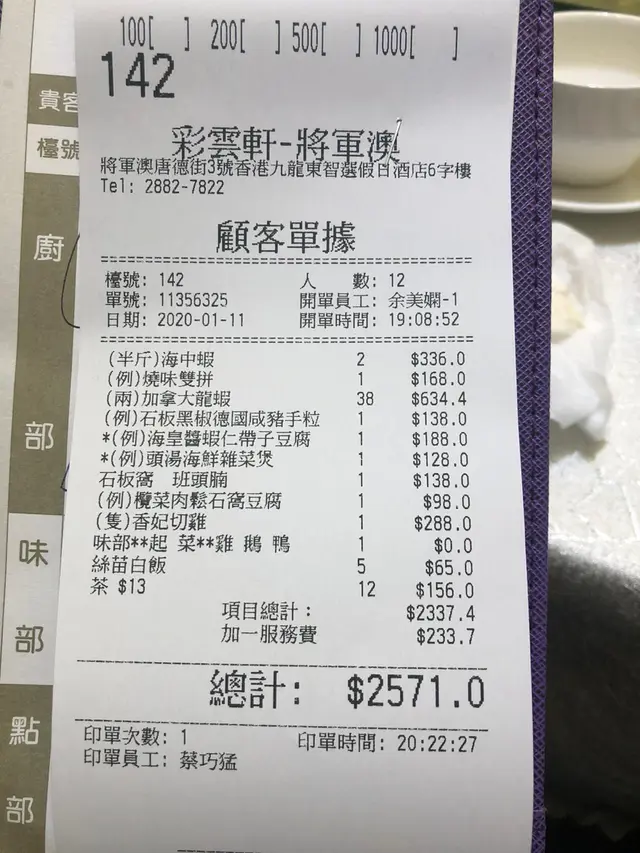 100[ ] 200[ ] 500[ ] 1000[ ]
142
彩雲軒-將軍澳
將軍澳唐德街3號香港九龍東智選假日酒店6字樓
Tel: 2882-7822
顧客單據
檯號: 142 人 數: 12
單號: 11356325 開單員工: 余美嫻-1
日期: 2020-01-11 開單時間: 19:08:52
(半斤)海中蝦 2 $336.0
(例)燒味雙拼 1 $168.0
(兩)加拿大龍蝦 38 $634.4
(例)石板黑椒德國咸豬手粒 1 $138.0
*(例)海皇醬蝦仁帶子豆腐 1 $188.0
*(例)頭湯海鮮雜菜煲 1 $128.0
石板窩 班頭腩 1 $138.0
(例)欖菜肉鬆石窩豆腐 1 $98.0
(隻)香妃切雞 1 $288.0
味部**起 菜**雞 鵝 鴨 1 $0.0
絲苗白飯 5 $65.0
茶 $13 12 $156.0
項目總計: $2337.4
加一服務費 $233.7
總計: $2571.0
印單次數: 1 印單時間: 20:22:27
印單員工: 蔡巧猛
貴客
檯號
廚
部
味
部
點
部